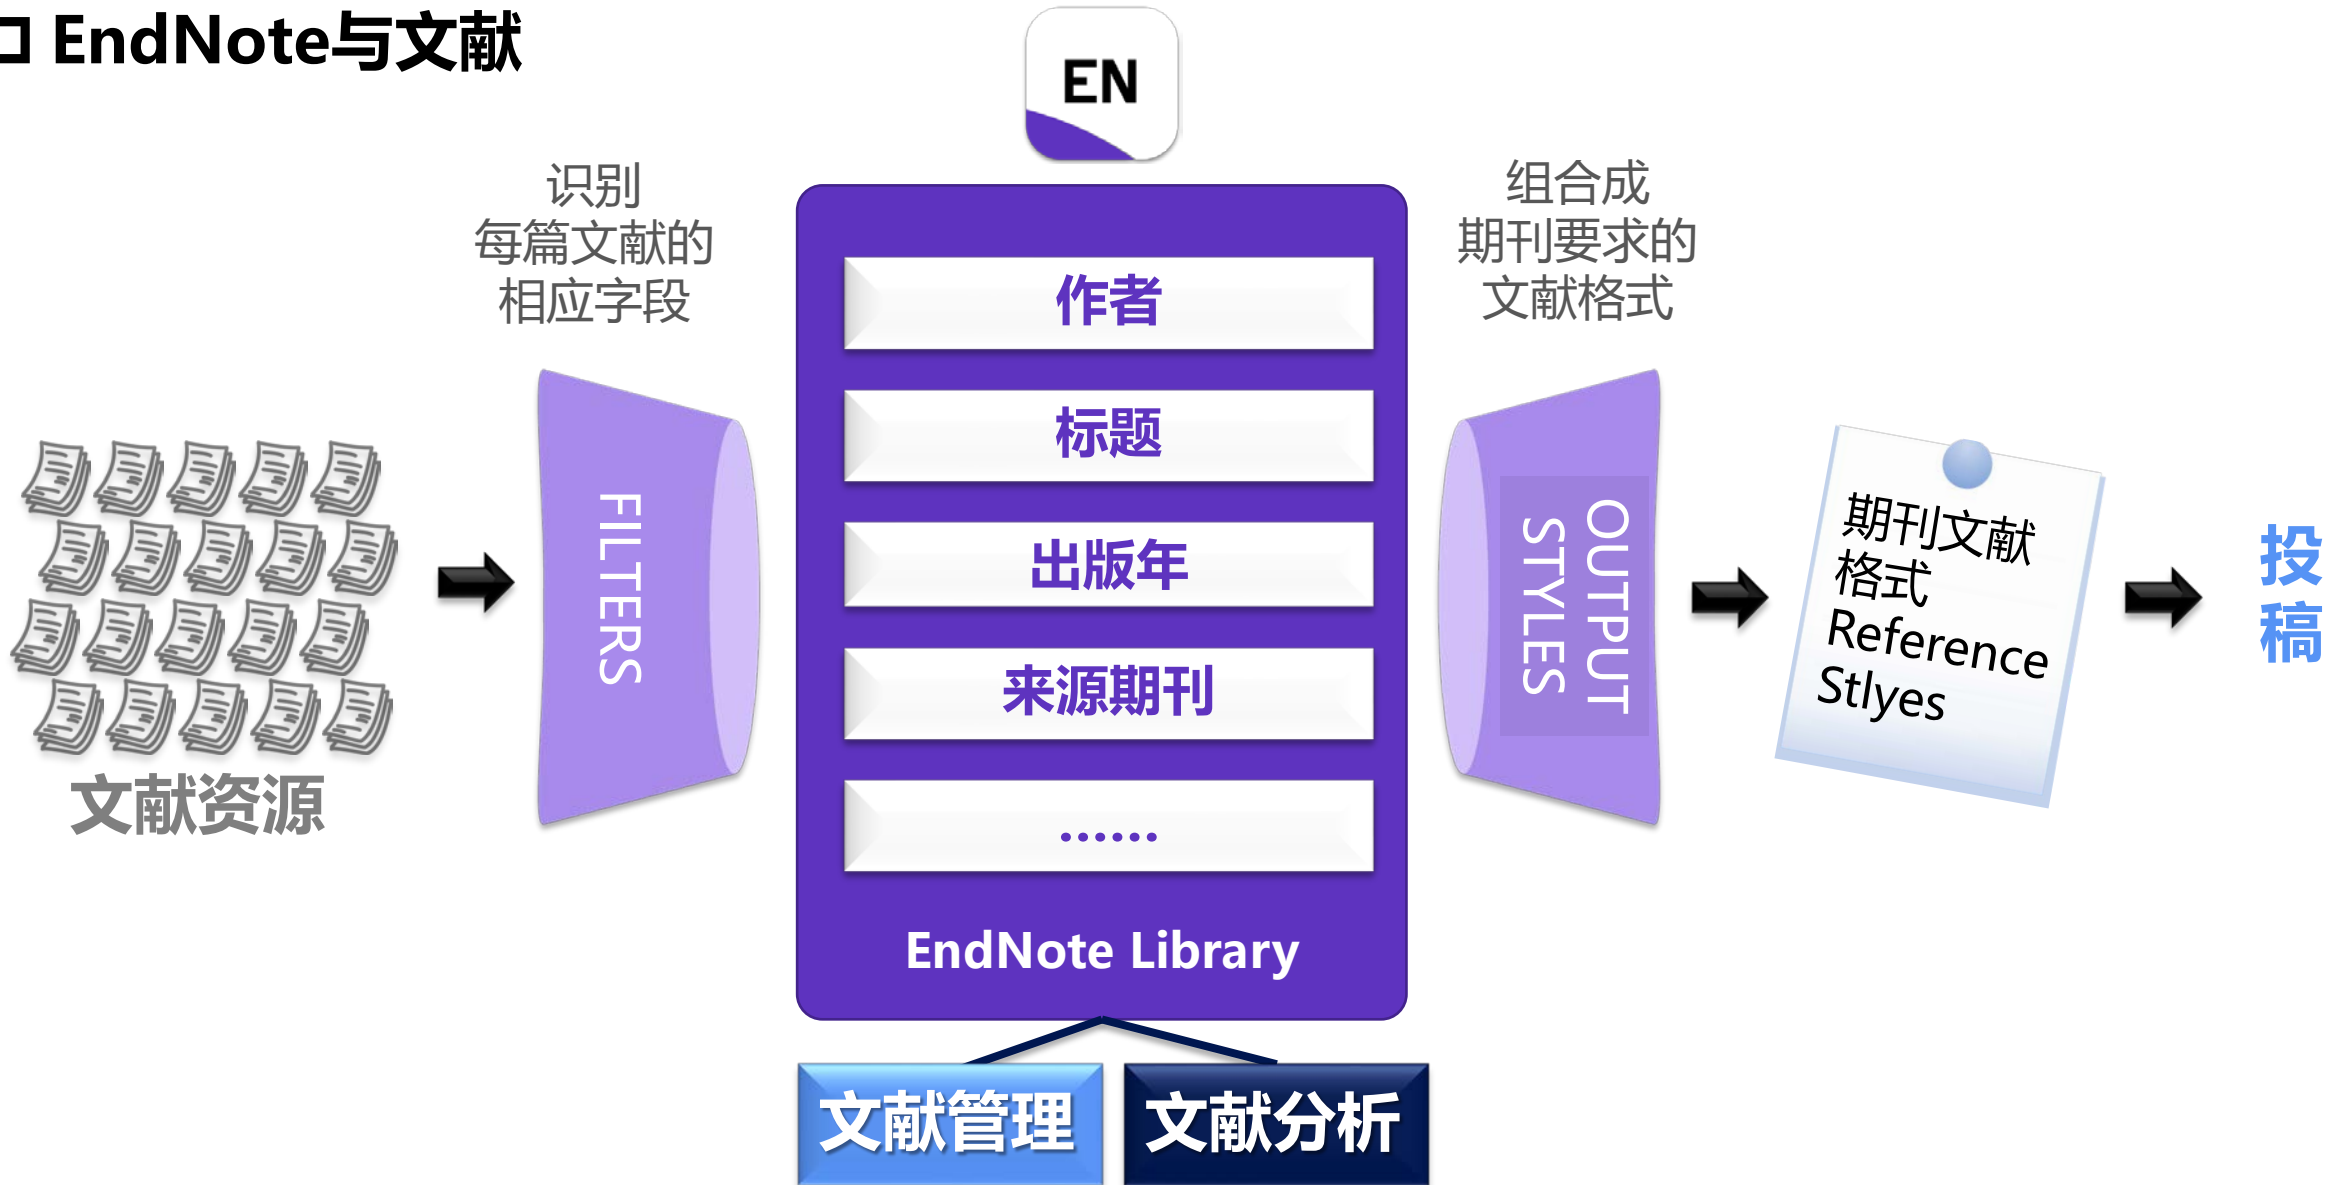 EndNote与文献
EN
识别
每篇文献的
相应字段
组合成
期刊要求的
文献格式
文献资源
FILTERS
作者
标题
出版年
来源期刊
……
EndNote Library
OUTPUT
STYLES
期刊文献
格式
Reference
Stlyes
投
稿
文献管理
文献分析